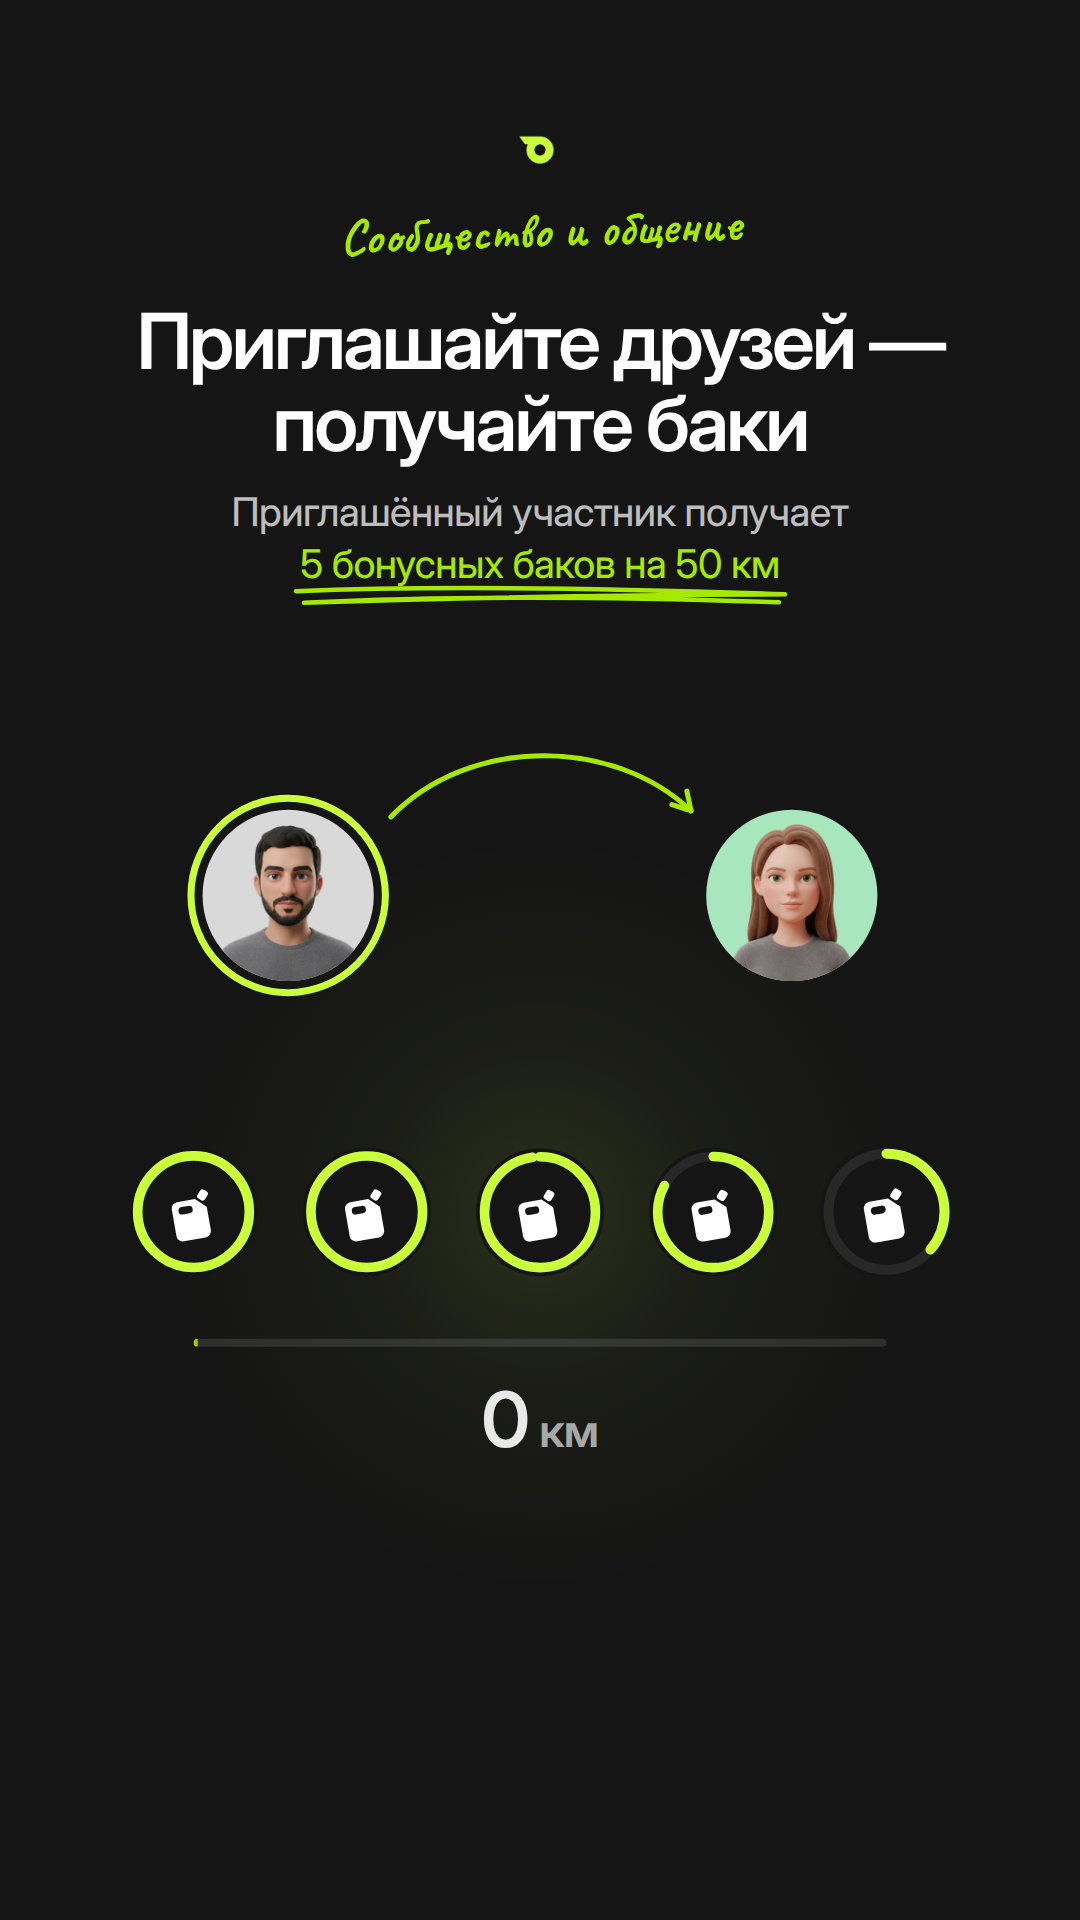 Сообщество и общение
Приглашайте друзей —
получайте баки
Приглашённый участник получает
5 бонусных баков на 50 км
0 км